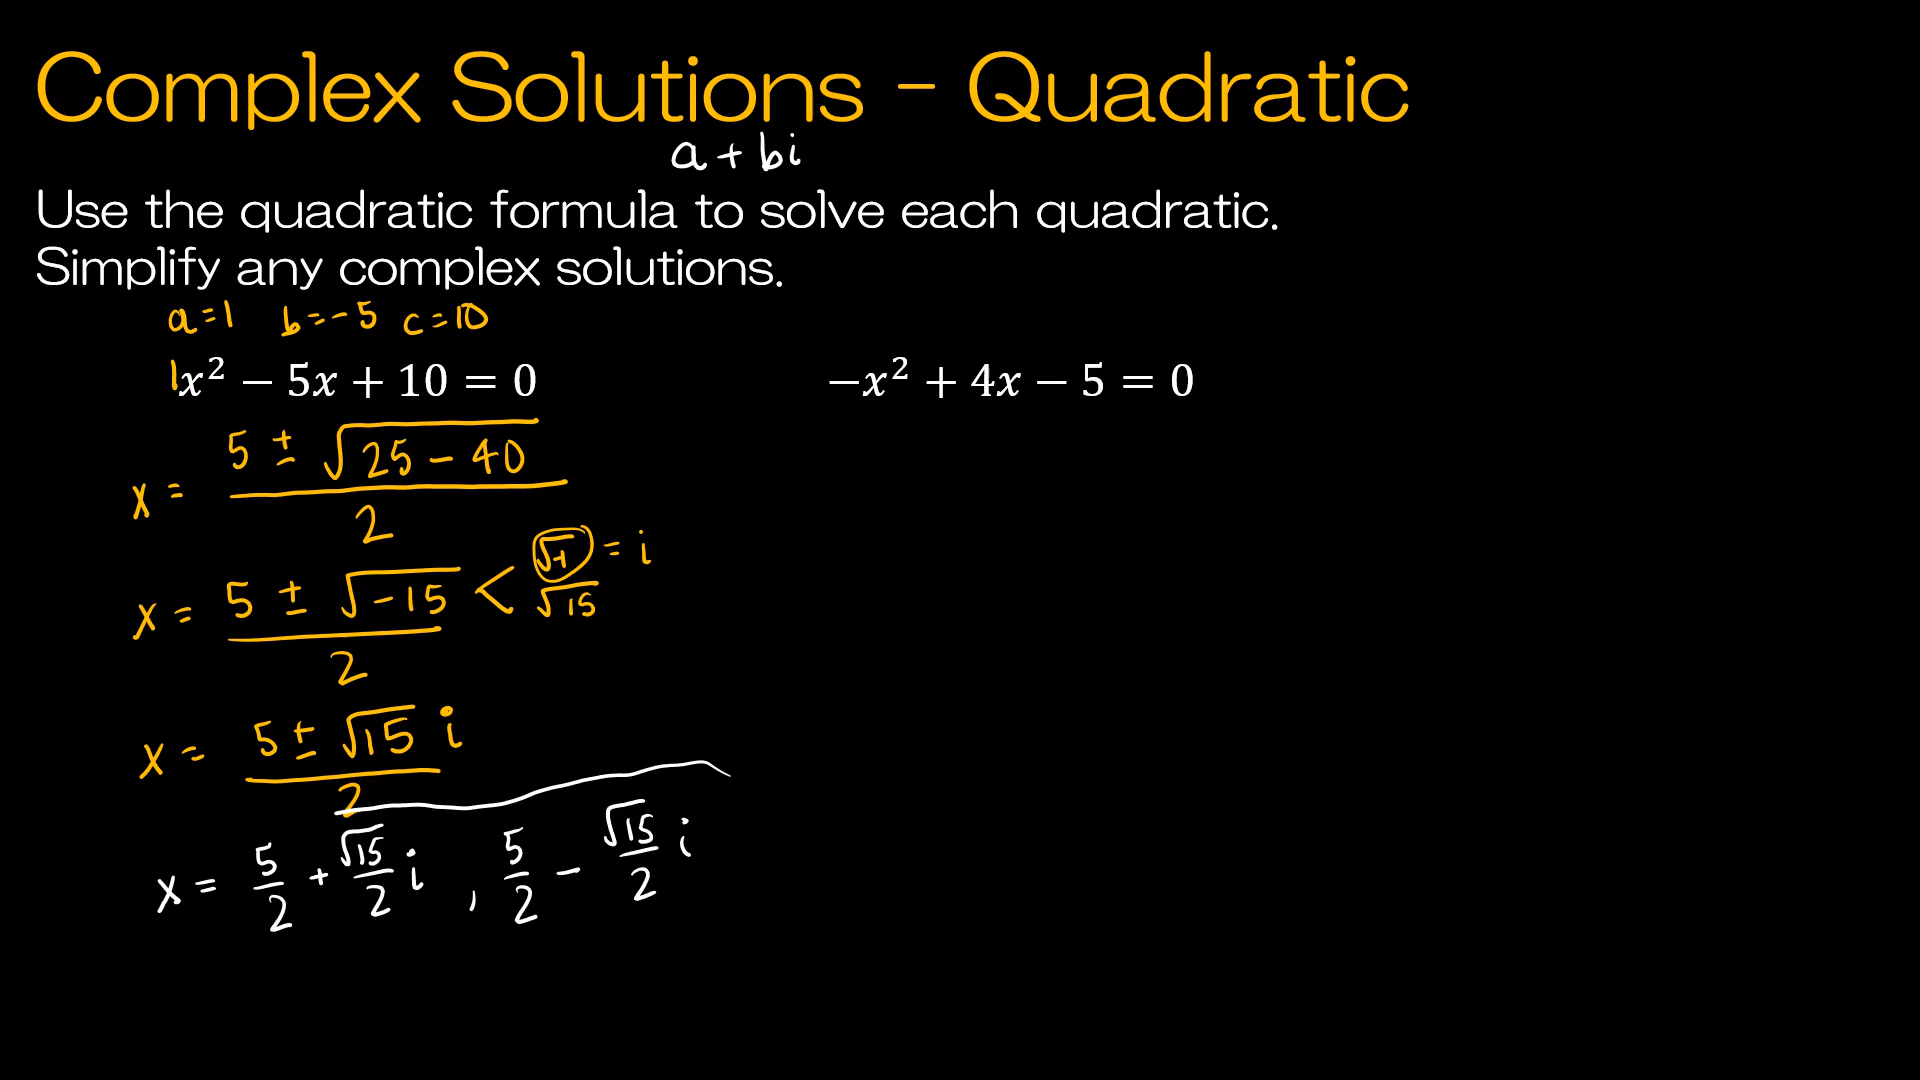 Complex Solutions - Quadratic
a + bi
Use the quadratic formula to solve each quadratic.
Simplify any complex solutions.
a = 1 b = -5 c = 10
1x² − 5x + 10 = 0
x = (5 ± √(25 − 40)) / 2
x = (5 ± √(−15)) / 2 < √-1 = i
√15
x = (5 ± √15 i) / 2
x = 5/2 + √15/2 i , 5/2 − √15/2 i
−x² + 4x − 5 = 0